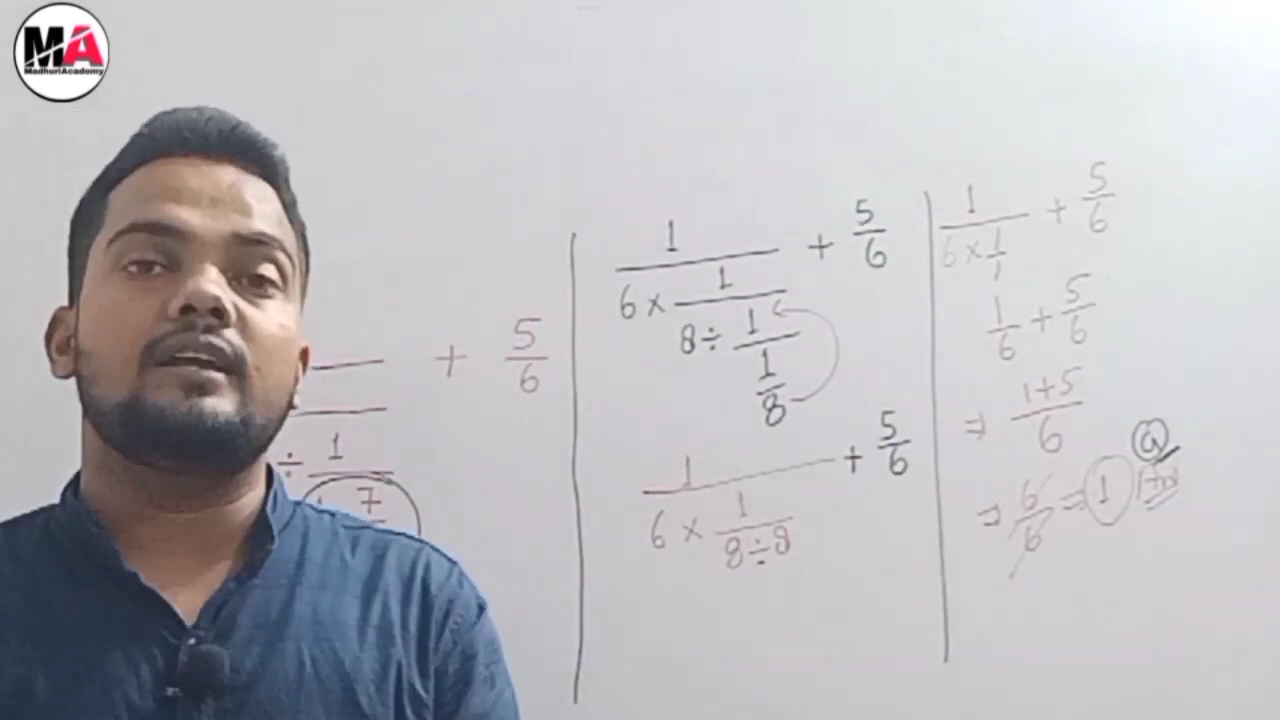 MA
MadhuriAcademy
+ 5/6
÷ 1
7
1 / (6 × 1 / (8 ÷ 1 / (1/8))) + 5/6
1 / (6 × 1 / (8÷8)) + 5/6
1 / (6 × 1/1) + 5/6
1/6 + 5/6
⇒ (1+5)/6
⇒ 6/6 = 1